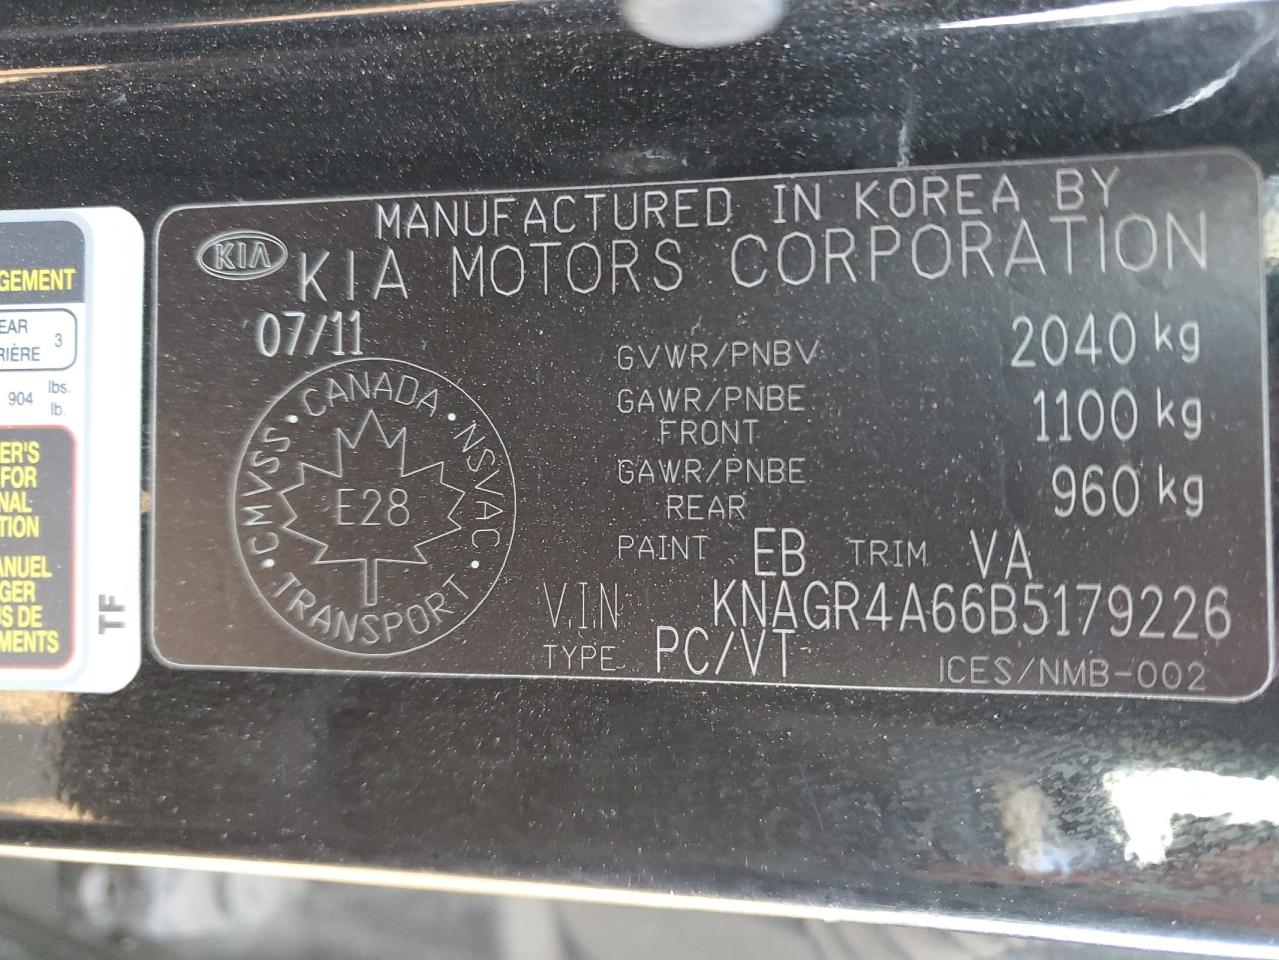 GEMENT
EAR
RIÈRE 3
904 lbs.
lb.
ER'S
FOR
NAL
TION
ANUEL
GER
US DE
MENTS
TF
MANUFACTURED IN KOREA BY
KIA KIA MOTORS CORPORATION
07/11
GVWR/PNBV 2040 kg
GAWR/PNBE
FRONT 1100 kg
GAWR/PNBE
REAR 960 kg
CANADA · NSVAC · TRANSPORT · CMVSS ·
E28
PAINT EB TRIM VA
V.I.N KNAGR4A66B5179226
TYPE PC/VT ICES/NMB-002